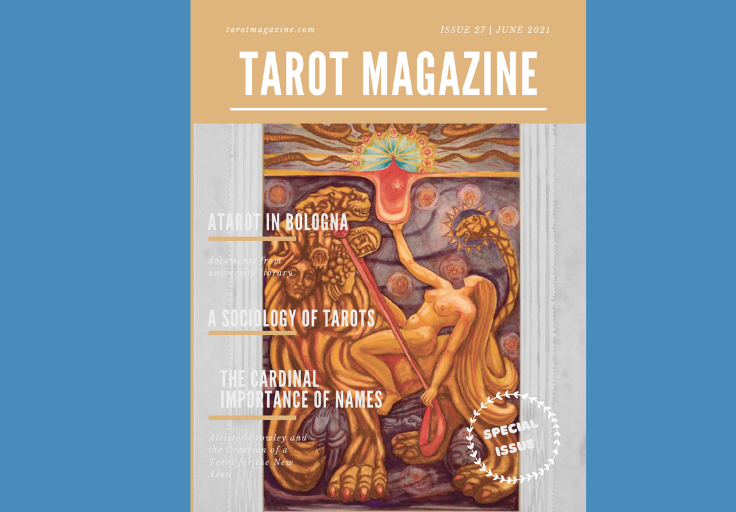 tarotmagazine.com
ISSUE 27 | JUNE 2021
TAROT MAGAZINE
ATAROT IN BOLOGNA
documents from
university library
A SOCIOLOGY OF TAROTS
THE CARDINAL
IMPORTANCE OF NAMES
Aleister Crowley and
the Creation of a
Tarot for the New
Aeon
SPECIAL
ISSUE